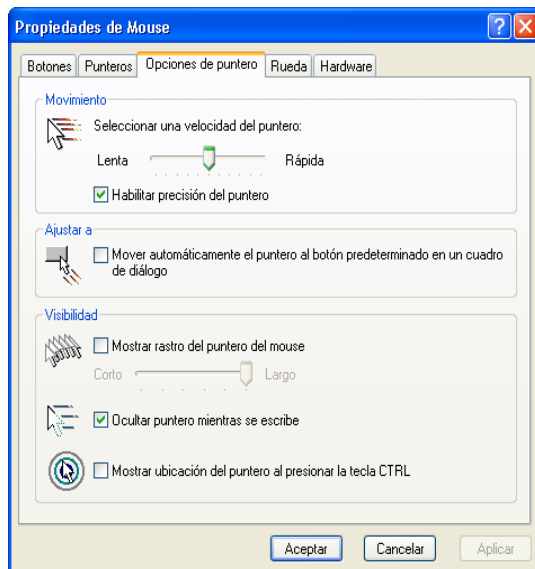 Propiedades de Mouse
Botones Punteros Opciones de puntero Rueda Hardware
Movimiento
Seleccionar una velocidad del puntero:
Lenta Rápida
Habilitar precisión del puntero
Ajustar a
Mover automáticamente el puntero al botón predeterminado en un cuadro
de diálogo
Visibilidad
Mostrar rastro del puntero del mouse
Corto Largo
Ocultar puntero mientras se escribe
Mostrar ubicación del puntero al presionar la tecla CTRL
Aceptar Cancelar Aplicar